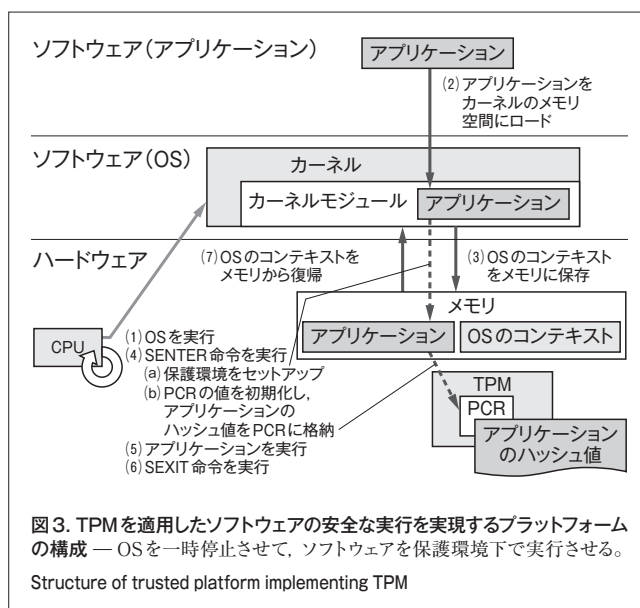 ソフトウェア(アプリケーション)
アプリケーション
(2)アプリケーションを
カーネルのメモリ
空間にロード
ソフトウェア(OS)
カーネル
カーネルモジュール
アプリケーション
ハードウェア
(7)OSのコンテキストを
メモリから復帰
(3)OSのコンテキスト
をメモリに保存
メモリ
アプリケーション
OSのコンテキスト
CPU
(1)OSを実行
(4)SENTER命令を実行
(a)保護環境をセットアップ
(b)PCRの値を初期化し,
アプリケーションの
ハッシュ値をPCRに格納
(5)アプリケーションを実行
(6)SEXIT命令を実行
TPM
PCR
アプリケーション
のハッシュ値
図3. TPMを適用したソフトウェアの安全な実行を実現するプラットフォーム
の構成 — OSを一時停止させて,ソフトウェアを保護環境下で実行させる。
Structure of trusted platform implementing TPM